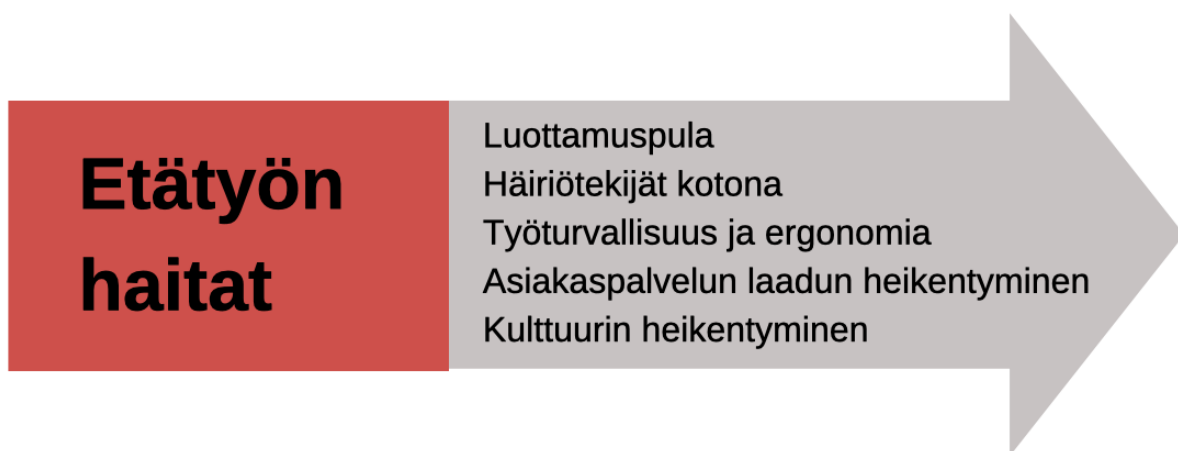 Etätyön
haitat
Luottamuspula
Häiriötekijät kotona
Työturvallisuus ja ergonomia
Asiakaspalvelun laadun heikentyminen
Kulttuurin heikentyminen